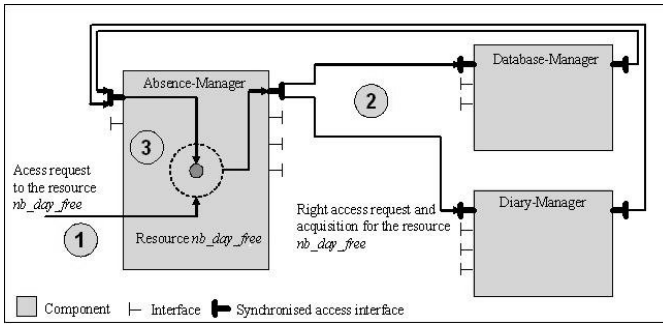 Absence-Manager
Database-Manager
2
3
Acess request
to the resource
nb_day_free
1
Resource nb_day_free
Right access request and
acquisition for the resource
nb_day_free
Diary-Manager
Component
Interface
Synchronised access interface